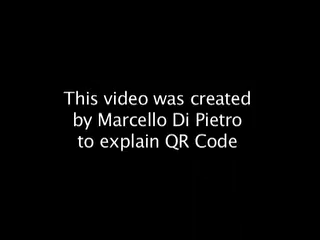 This video was created
by Marcello Di Pietro
to explain QR Code